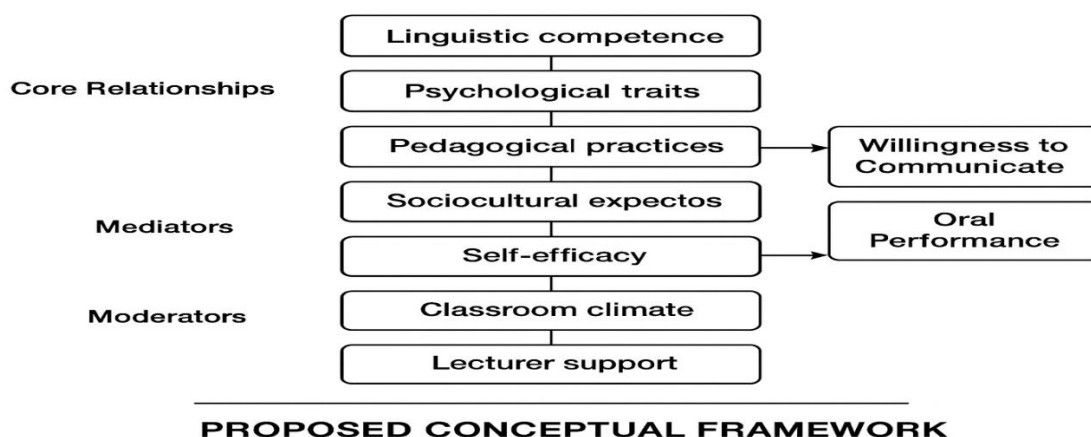 Linguistic competence
Core Relationships
Psychological traits
Pedagogical practices
Willingness to
Communicate
Sociocultural expectos
Mediators
Oral
Performance
Self-efficacy
Moderators
Classroom climate
Lecturer support
PROPOSED CONCEPTUAL FRAMEWORK